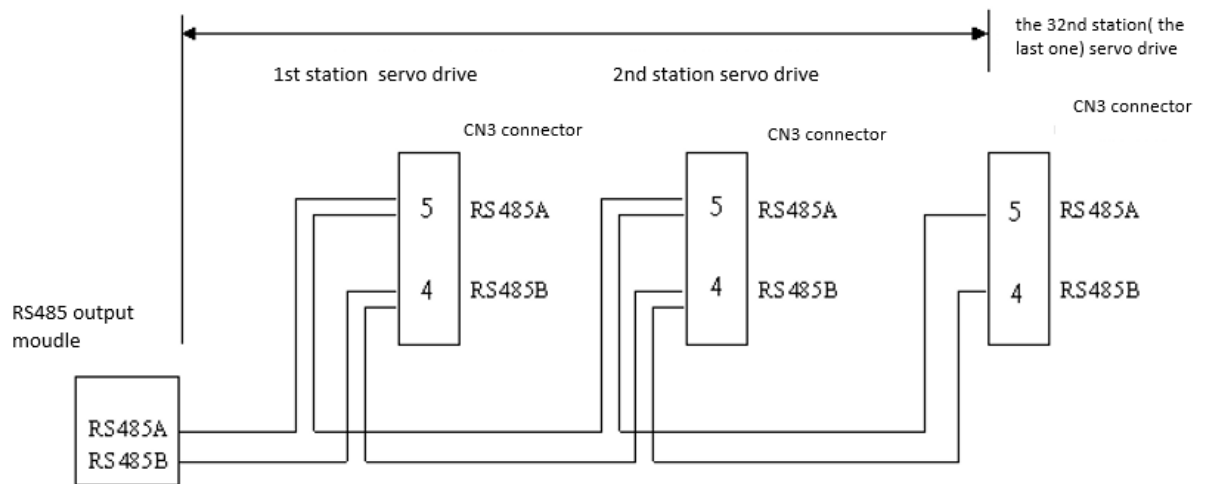 the 32nd station( the
last one) servo drive
1st station servo drive
2nd station servo drive
CN3 connector
CN3 connector
CN3 connector
5 RS485A
5 RS485A
5 RS485A
4 RS485B
4 RS485B
4 RS485B
RS485 output
moudle
RS485A
RS485B